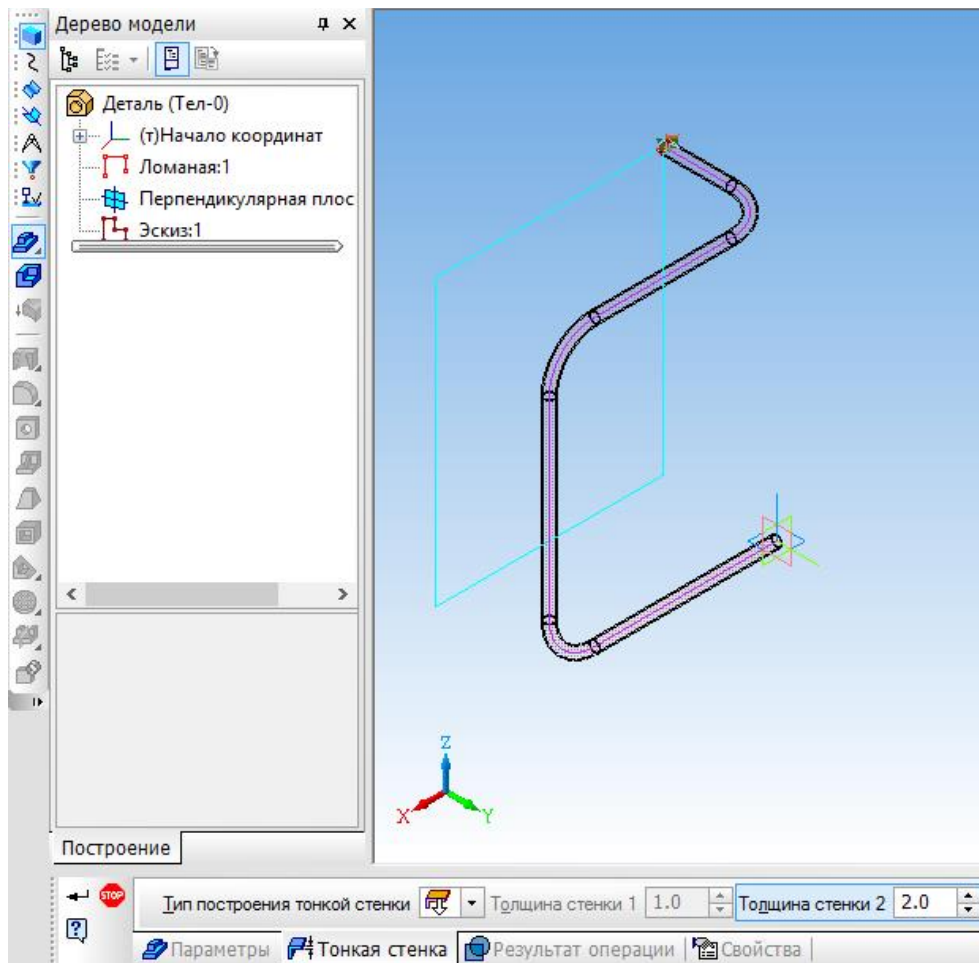 Дерево модели
Деталь (Тел-0)
(т)Начало координат
Ломаная:1
Перпендикулярная плос
Эскиз:1
Z
X
Y
Построение
STOP
Тип построения тонкой стенки
Толщина стенки 1 1.0
Толщина стенки 2 2.0
Параметры
Тонкая стенка
Результат операции
Свойства